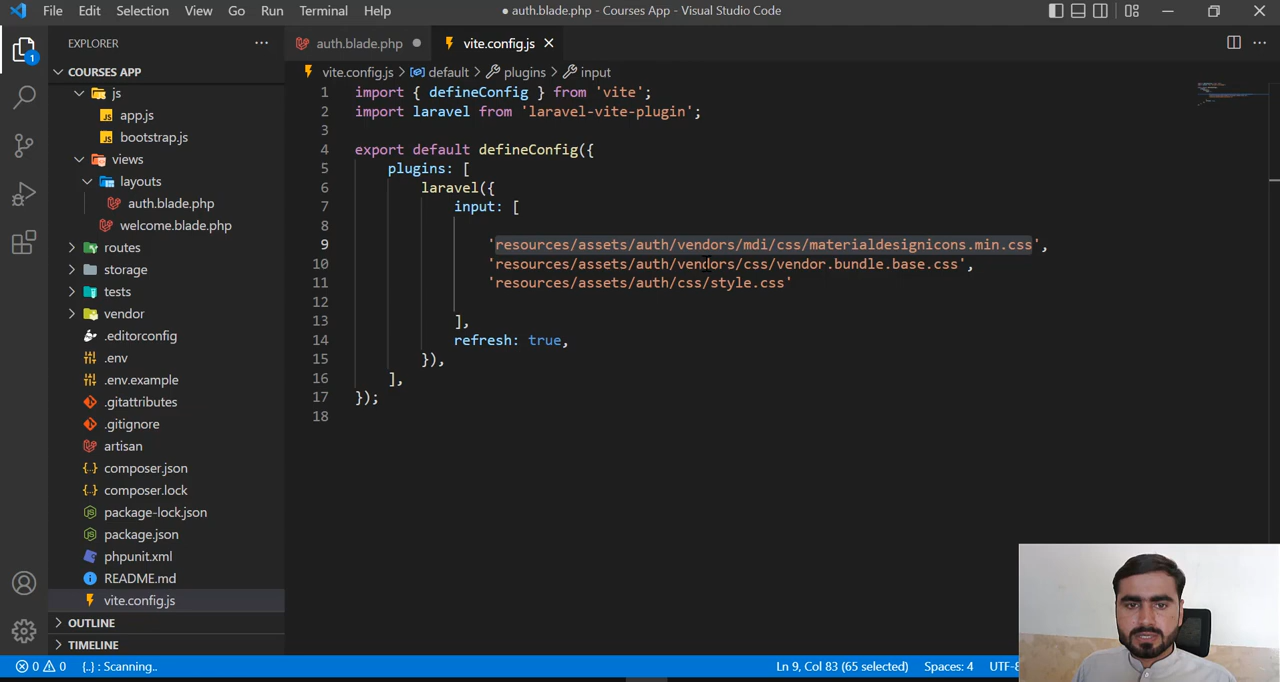 File Edit Selection View Go Run Terminal Help
● auth.blade.php - Courses App - Visual Studio Code
EXPLORER
auth.blade.php
vite.config.js
COURSES APP
vite.config.js > default > plugins > input
js
app.js
bootstrap.js
views
layouts
auth.blade.php
welcome.blade.php
routes
storage
tests
vendor
.editorconfig
.env
.env.example
.gitattributes
.gitignore
artisan
composer.json
composer.lock
package-lock.json
package.json
phpunit.xml
README.md
vite.config.js
OUTLINE
TIMELINE
1 import { defineConfig } from 'vite';
2 import laravel from 'laravel-vite-plugin';
3
4 export default defineConfig({
5 plugins: [
6 laravel({
7 input: [
8
9 'resources/assets/auth/vendors/mdi/css/materialdesignicons.min.css',
10 'resources/assets/auth/vendors/css/vendor.bundle.base.css',
11 'resources/assets/auth/css/style.css'
12
13 ],
14 refresh: true,
15 }),
16 ],
17 });
18
1
0 0 {..} : Scanning.. Ln 9, Col 83 (65 selected) Spaces: 4